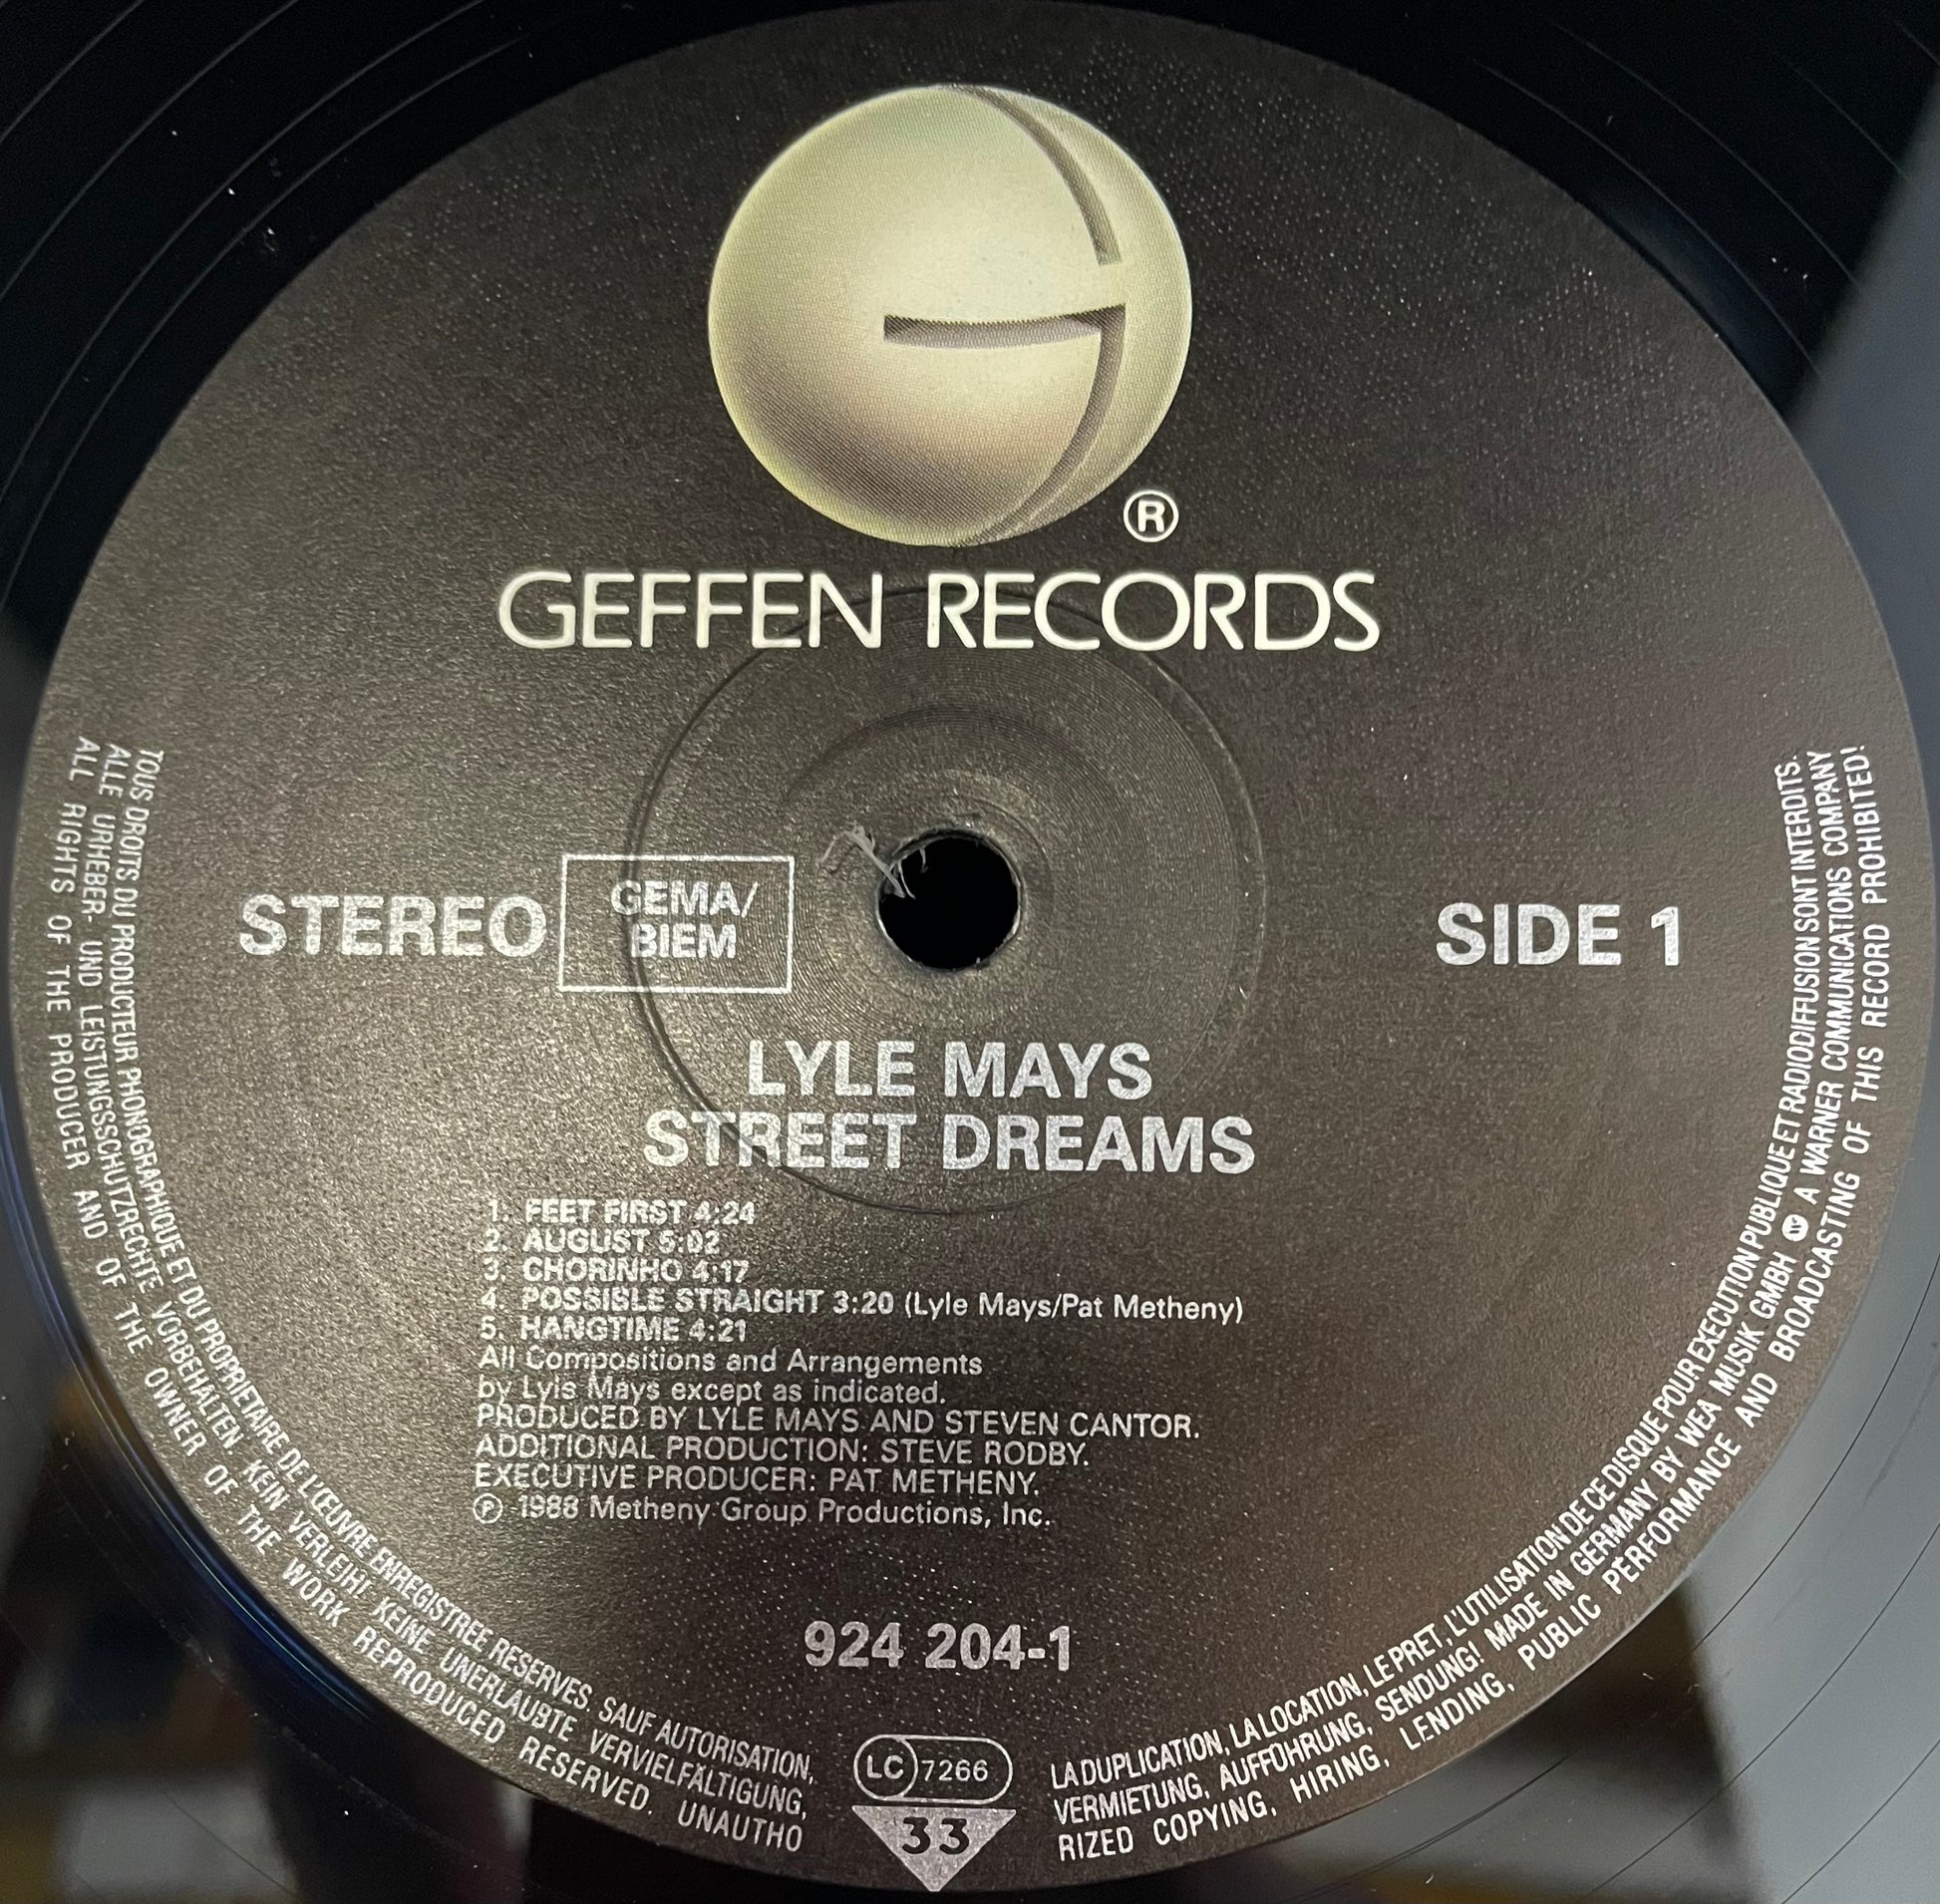 ®
GEFFEN RECORDS
STEREO
GEMA/
BIEM
SIDE 1
LYLE MAYS
STREET DREAMS
1. FEET FIRST 4:24
2. AUGUST 5:02
3. CHORINHO 4:17
4. POSSIBLE STRAIGHT 3:20 (Lyle Mays/Pat Metheny)
5. HANGTIME 4:21
All Compositions and Arrangements
by Lyle Mays except as indicated.
PRODUCED BY LYLE MAYS AND STEVEN CANTOR.
ADDITIONAL PRODUCTION: STEVE RODBY.
EXECUTIVE PRODUCER: PAT METHENY.
℗ 1988 Metheny Group Productions, Inc.
924 204-1
LC 7266
33
TOUS DROITS DU PRODUCTEUR PHONOGRAPHIQUE ET DU PROPRIETAIRE DE L'ŒUVRE ENREGISTREE RESERVES. SAUF AUTORISATION, LA DUPLICATION, LA LOCATION, LE PRET, L'UTILISATION DE CE DISQUE POUR EXECUTION PUBLIQUE ET RADIODIFFUSION SONT INTERDITS.
ALLE URHEBER- UND LEISTUNGSSCHUTZRECHTE VORBEHALTEN KEIN VERLEIH! KEINE UNERLAUBTE VERVIELFÄLTIGUNG, VERMIETUNG, AUFFÜHRUNG, SENDUNG! MADE IN GERMANY BY WEA MUSIK GMBH A WARNER COMMUNICATIONS COMPANY
ALL RIGHTS OF THE PRODUCER AND OF THE OWNER OF THE WORK REPRODUCED RESERVED. UNAUTHORIZED COPYING, HIRING, LENDING, PUBLIC PERFORMANCE AND BROADCASTING OF THIS RECORD PROHIBITED!